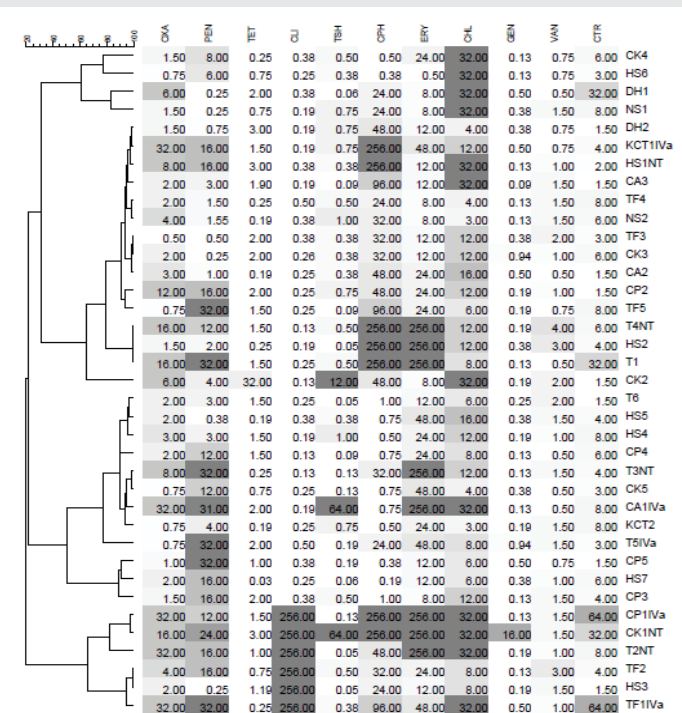 20 40 60 80 100 OXA PEN TET CLI TSH CPH ERY CHL GEN VAN CTR
1.50 8.00 0.25 0.38 0.50 0.50 24.00 32.00 0.13 0.75 6.00 CK4
0.75 6.00 0.75 0.25 0.38 0.38 0.50 32.00 0.13 0.75 3.00 HS6
6.00 0.25 2.00 0.38 0.06 24.00 8.00 32.00 0.50 0.50 32.00 DH1
1.50 0.25 0.75 0.19 0.75 24.00 8.00 32.00 0.38 1.50 8.00 NS1
1.50 0.75 3.00 0.19 0.75 48.00 12.00 4.00 0.38 0.75 1.50 DH2
32.00 16.00 1.50 0.19 0.75 256.00 48.00 12.00 0.50 0.75 4.00 KCT1IVa
8.00 16.00 3.00 0.38 0.38 256.00 12.00 32.00 0.13 1.00 2.00 HS1NT
2.00 3.00 1.90 0.19 0.09 96.00 12.00 32.00 0.09 1.50 1.50 CA3
2.00 1.50 0.25 0.50 0.50 24.00 8.00 4.00 0.13 1.50 8.00 TF4
4.00 1.55 0.19 0.38 1.00 32.00 8.00 3.00 0.13 1.50 6.00 NS2
0.50 0.50 2.00 0.38 0.38 32.00 12.00 12.00 0.38 2.00 3.00 TF3
2.00 0.25 2.00 0.26 0.38 32.00 12.00 12.00 0.94 1.00 6.00 CK3
3.00 1.00 0.19 0.25 0.38 48.00 24.00 16.00 0.50 0.50 1.50 CA2
12.00 16.00 2.00 0.25 0.75 48.00 24.00 12.00 0.19 1.00 1.50 CP2
0.75 32.00 1.50 0.25 0.09 96.00 24.00 6.00 0.19 0.75 8.00 TF5
16.00 12.00 1.50 0.13 0.50 256.00 256.00 12.00 0.19 4.00 6.00 T4NT
1.50 2.00 0.25 0.19 0.05 256.00 256.00 12.00 0.38 3.00 4.00 HS2
16.00 32.00 1.50 0.25 0.50 256.00 256.00 8.00 0.13 0.50 32.00 T1
6.00 4.00 32.00 0.13 12.00 48.00 8.00 32.00 0.19 2.00 1.50 CK2
2.00 3.00 1.50 0.25 0.05 1.00 12.00 6.00 0.25 2.00 1.50 T6
2.00 0.38 0.19 0.38 0.38 0.75 48.00 16.00 0.38 1.50 4.00 HS5
3.00 3.00 1.50 0.19 1.00 0.50 24.00 12.00 0.19 1.00 8.00 HS4
2.00 12.00 1.50 0.13 0.09 0.75 24.00 8.00 0.13 0.50 6.00 CP4
8.00 32.00 0.25 0.13 0.13 32.00 256.00 12.00 0.13 1.50 4.00 T3NT
0.75 12.00 0.75 0.25 0.13 0.75 48.00 4.00 0.38 0.50 3.00 CK5
32.00 31.00 2.00 0.19 64.00 0.75 256.00 32.00 0.13 0.50 8.00 CA1IVa
0.75 4.00 0.19 0.25 0.75 0.50 24.00 3.00 0.19 1.50 8.00 KCT2
0.75 32.00 2.00 0.50 0.19 24.00 48.00 8.00 0.94 1.50 3.00 T5IVa
1.00 32.00 1.00 0.38 0.19 0.38 12.00 6.00 0.50 0.75 1.50 CP5
2.00 16.00 0.03 0.25 0.06 0.19 12.00 6.00 0.38 1.00 6.00 HS7
1.50 16.00 2.00 0.38 0.50 1.00 8.00 12.00 0.13 1.50 4.00 CP3
32.00 12.00 1.50 256.00 0.13 256.00 256.00 32.00 0.13 1.50 64.00 CP1IVa
16.00 24.00 3.00 256.00 64.00 256.00 256.00 32.00 16.00 1.50 32.00 CK1NT
32.00 16.00 1.00 256.00 0.05 48.00 256.00 32.00 0.19 1.00 8.00 T2NT
4.00 16.00 0.75 256.00 0.50 32.00 24.00 8.00 0.13 3.00 4.00 TF2
2.00 0.25 1.19 256.00 0.05 24.00 12.00 8.00 0.19 1.50 1.50 HS3
32.00 32.00 0.25 256.00 0.38 96.00 48.00 32.00 0.50 1.00 64.00 TF1IVa